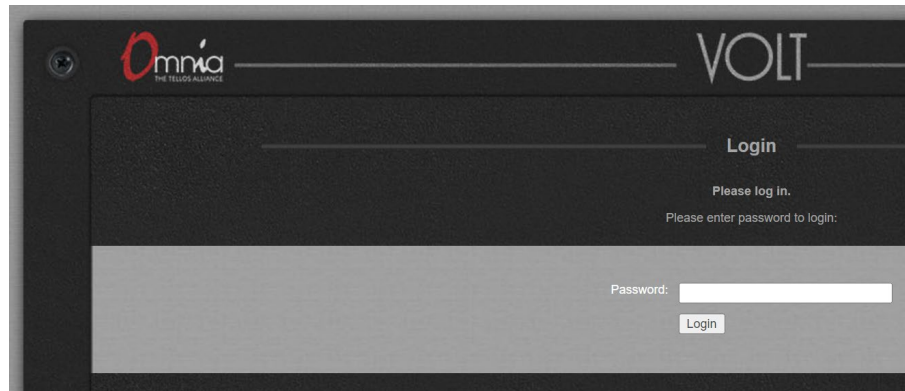 Omnia
THE TELOS ALLIANCE
VOLT
Login
Please log in.
Please enter password to login:
Password:
Login